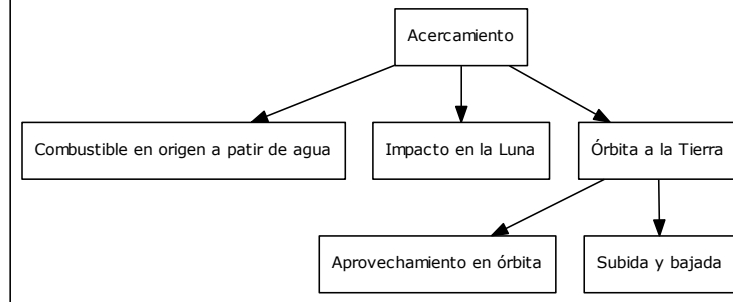 Acercamiento
Combustible en origen a patir de agua
Impacto en la Luna
Órbita a la Tierra
Aprovechamiento en órbita
Subida y bajada